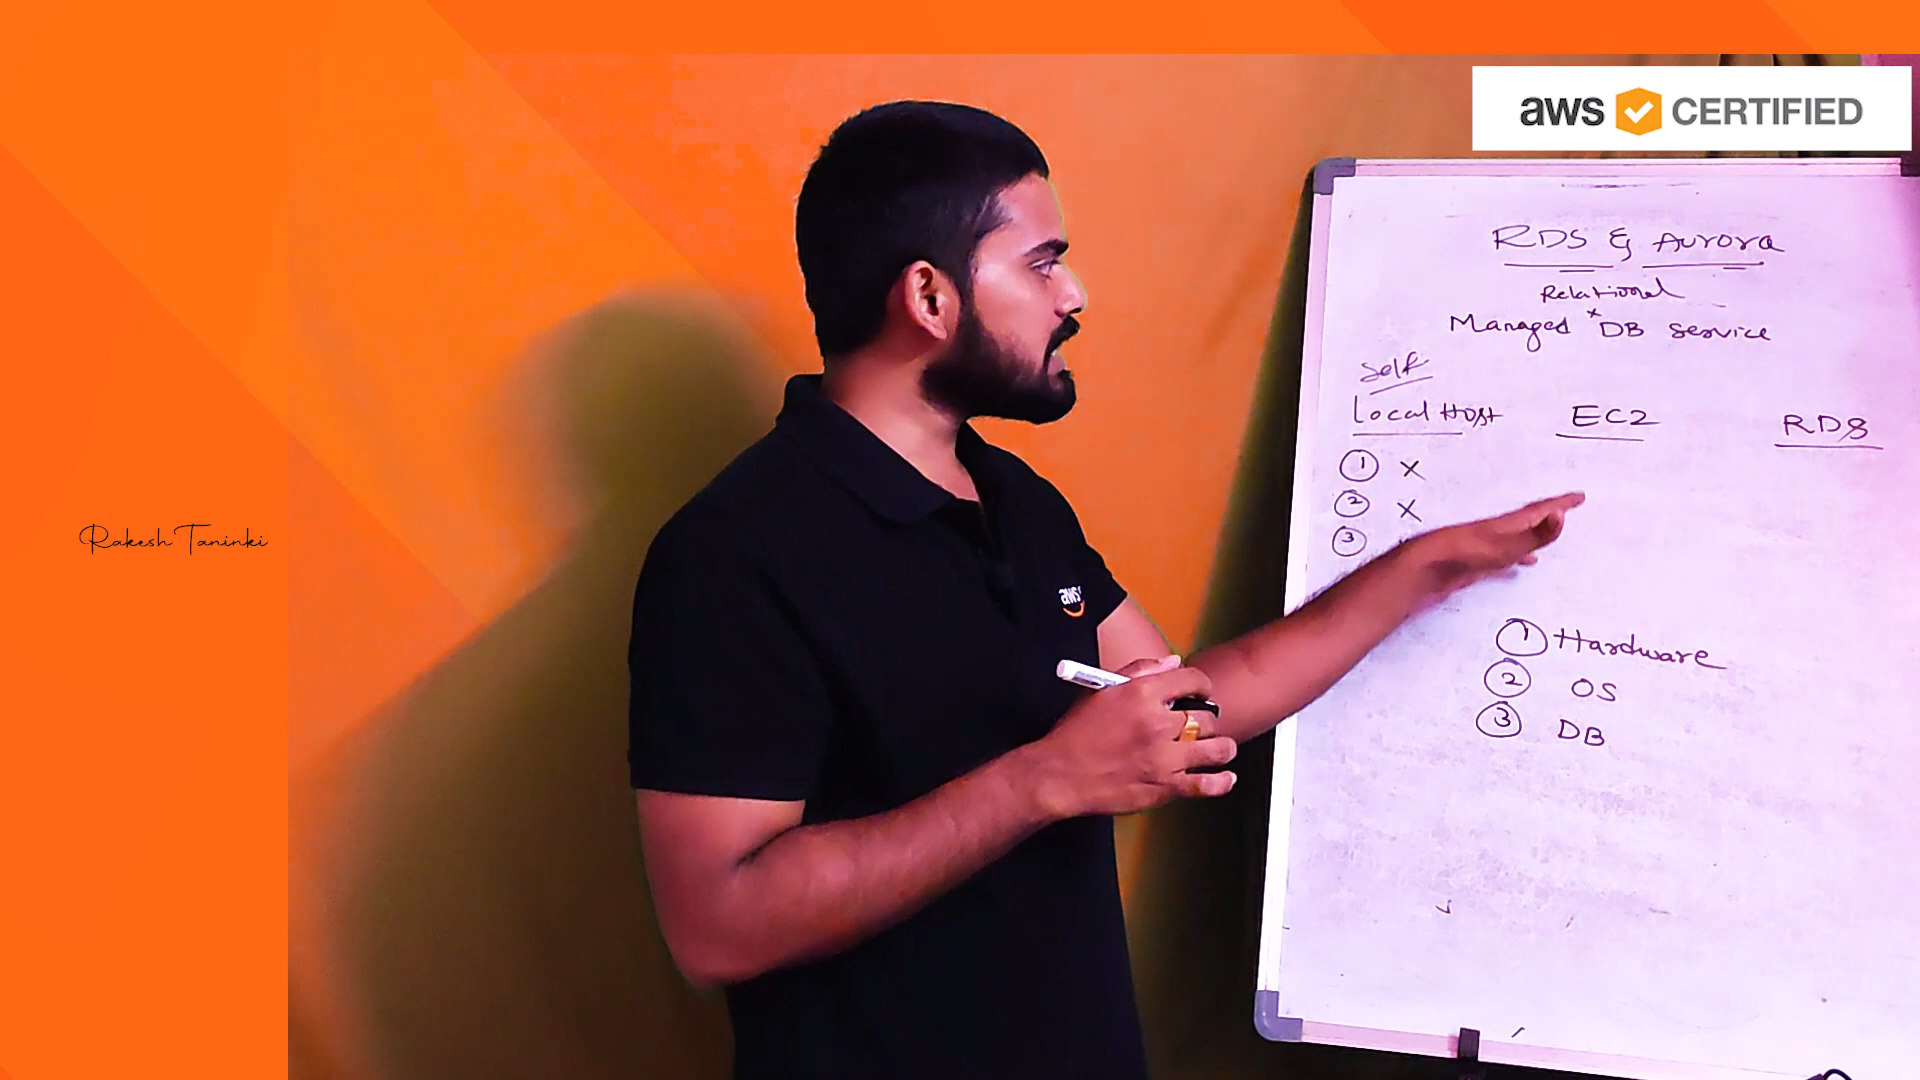 aws CERTIFIED
RDS & Aurora
Relational
Managed DB Service
Self
Local Host EC2 RDS
1 X
2 X
3
1 Hardware
2 OS
3 DB
aws
Rakesh Taninki